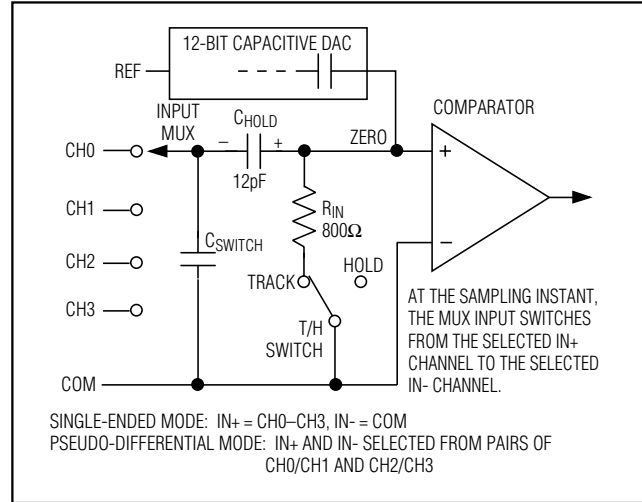 12-BIT CAPACITIVE DAC
REF
COMPARATOR
INPUT
MUX
CHOLD
ZERO
CH0
– +
+
12pF
CH1
RIN
800Ω
CSWITCH
–
CH2
HOLD
TRACK
CH3
T/H
SWITCH
AT THE SAMPLING INSTANT,
THE MUX INPUT SWITCHES
FROM THE SELECTED IN+
CHANNEL TO THE SELECTED
IN- CHANNEL.
COM
SINGLE-ENDED MODE: IN+ = CH0–CH3, IN- = COM
PSEUDO-DIFFERENTIAL MODE: IN+ AND IN- SELECTED FROM PAIRS OF
CH0/CH1 AND CH2/CH3